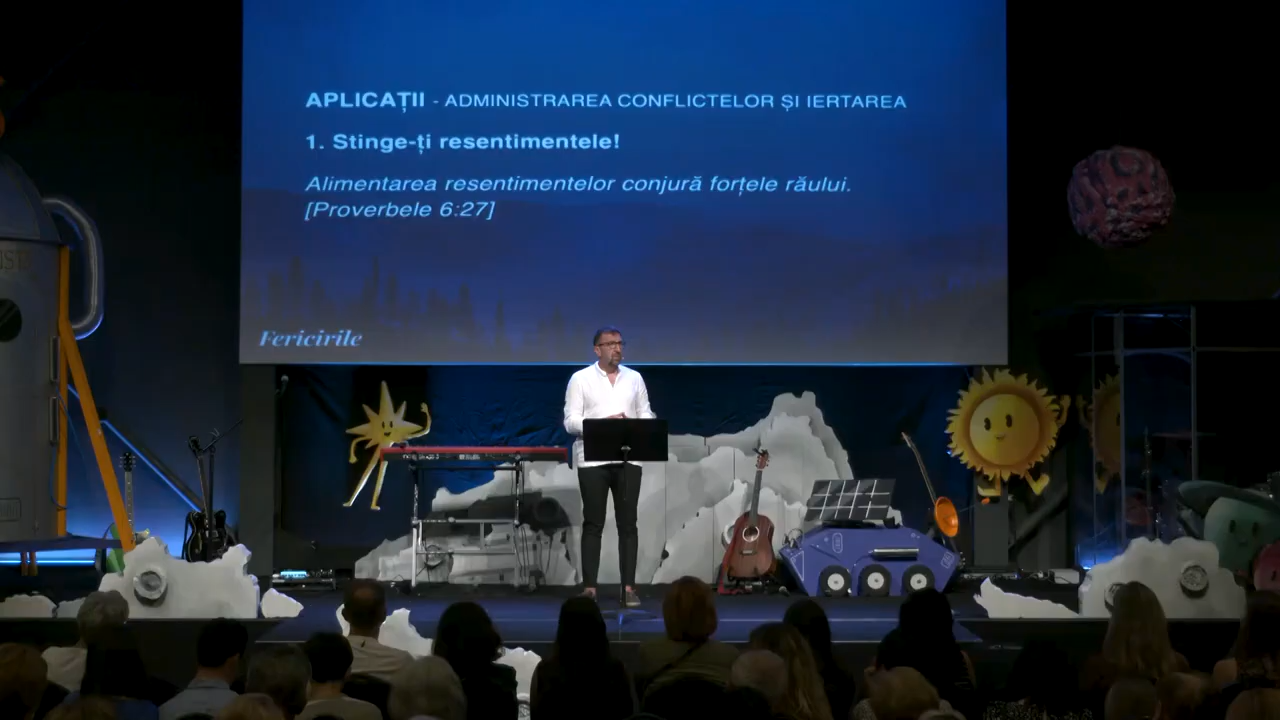 APLICAȚII - ADMINISTRAREA CONFLICTELOR ȘI IERTAREA
1. Stinge-ți resentimentele!
Alimentarea resentimentelor conjură forțele răului.
[Proverbele 6:27]
Fericirile